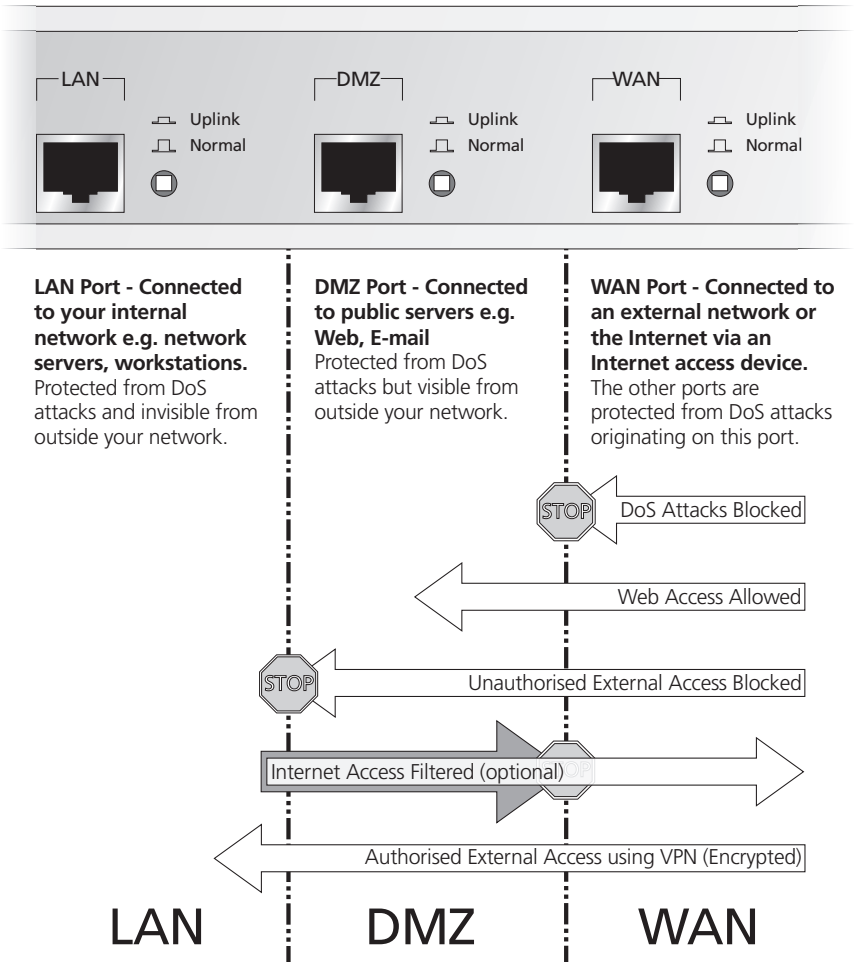 LAN
Uplink
Normal
DMZ
Uplink
Normal
WAN
Uplink
Normal
LAN Port - Connected
to your internal
network e.g. network
servers, workstations.
Protected from DoS
attacks and invisible from
outside your network.
DMZ Port - Connected
to public servers e.g.
Web, E-mail
Protected from DoS
attacks but visible from
outside your network.
WAN Port - Connected to
an external network or
the Internet via an
Internet access device.
The other ports are
protected from DoS attacks
originating on this port.
STOP
DoS Attacks Blocked
Web Access Allowed
STOP
Unauthorised External Access Blocked
Internet Access Filtered (optional)
STOP
Authorised External Access using VPN (Encrypted)
LAN
DMZ
WAN